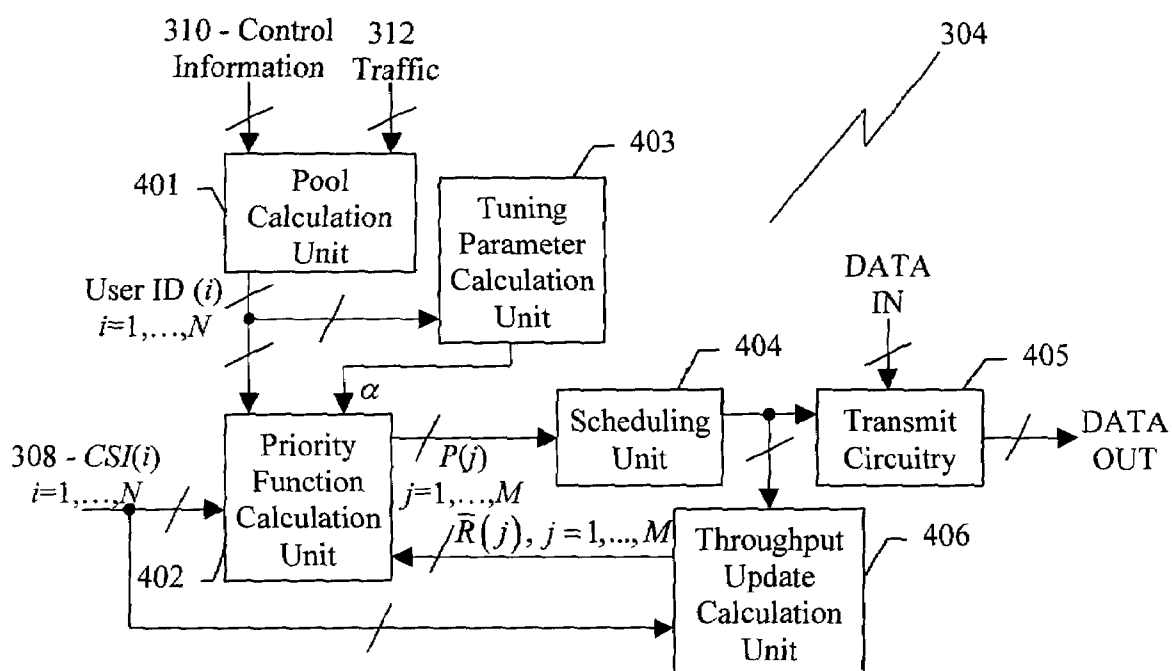 310 - Control
Information
312
Traffic
304
401
Pool
Calculation
Unit
403
Tuning
Parameter
Calculation
Unit
User ID (i)
i=1,...,N
α
DATA
IN
404
405
308 - CSI(i)
i=1,...,N
Priority
Function
Calculation
Unit
402
P(j)
j=1,...,M
R̄(j), j = 1,...,M
Scheduling
Unit
Transmit
Circuitry
DATA
OUT
Throughput
Update
Calculation
Unit
406